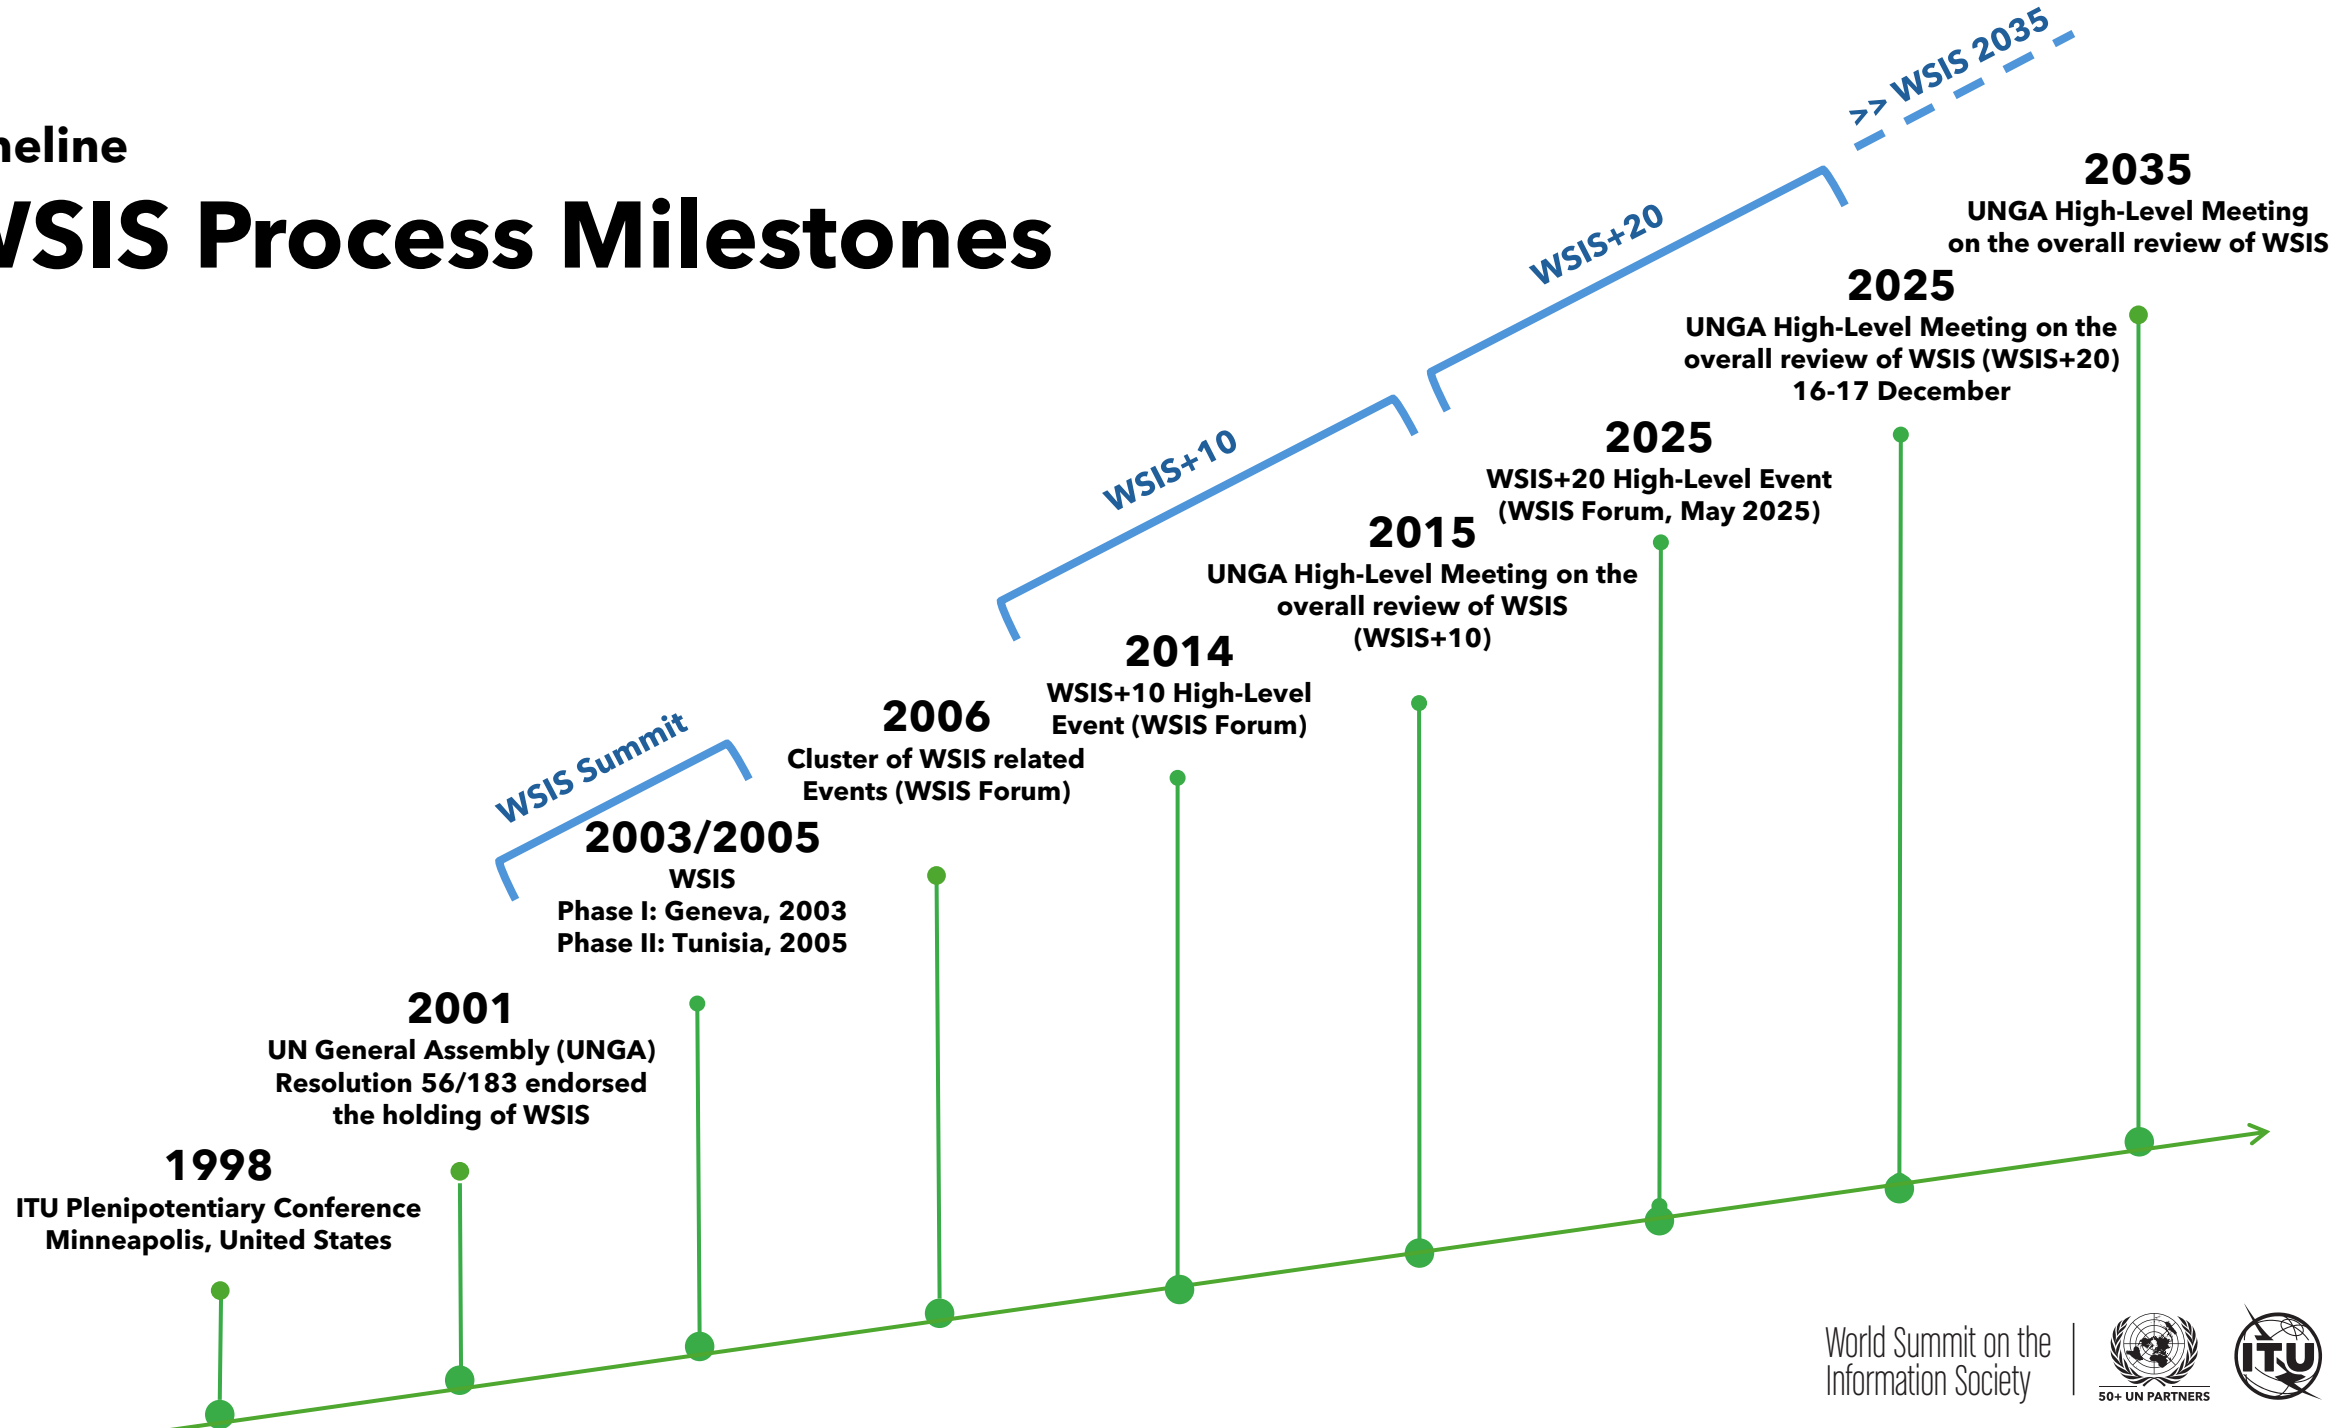 neline
WSIS Process Milestones
>> WSIS 2035
WSIS+20
WSIS+10
WSIS Summit
1998
ITU Plenipotentiary Conference
Minneapolis, United States
2001
UN General Assembly (UNGA)
Resolution 56/183 endorsed
the holding of WSIS
2003/2005
WSIS
Phase I: Geneva, 2003
Phase II: Tunisia, 2005
2006
Cluster of WSIS related
Events (WSIS Forum)
2014
WSIS+10 High-Level
Event (WSIS Forum)
2015
UNGA High-Level Meeting on the
overall review of WSIS
(WSIS+10)
2025
WSIS+20 High-Level Event
(WSIS Forum, May 2025)
2025
UNGA High-Level Meeting on the
overall review of WSIS (WSIS+20)
16-17 December
2035
UNGA High-Level Meeting
on the overall review of WSIS
World Summit on the
Information Society
50+ UN PARTNERS
ITU